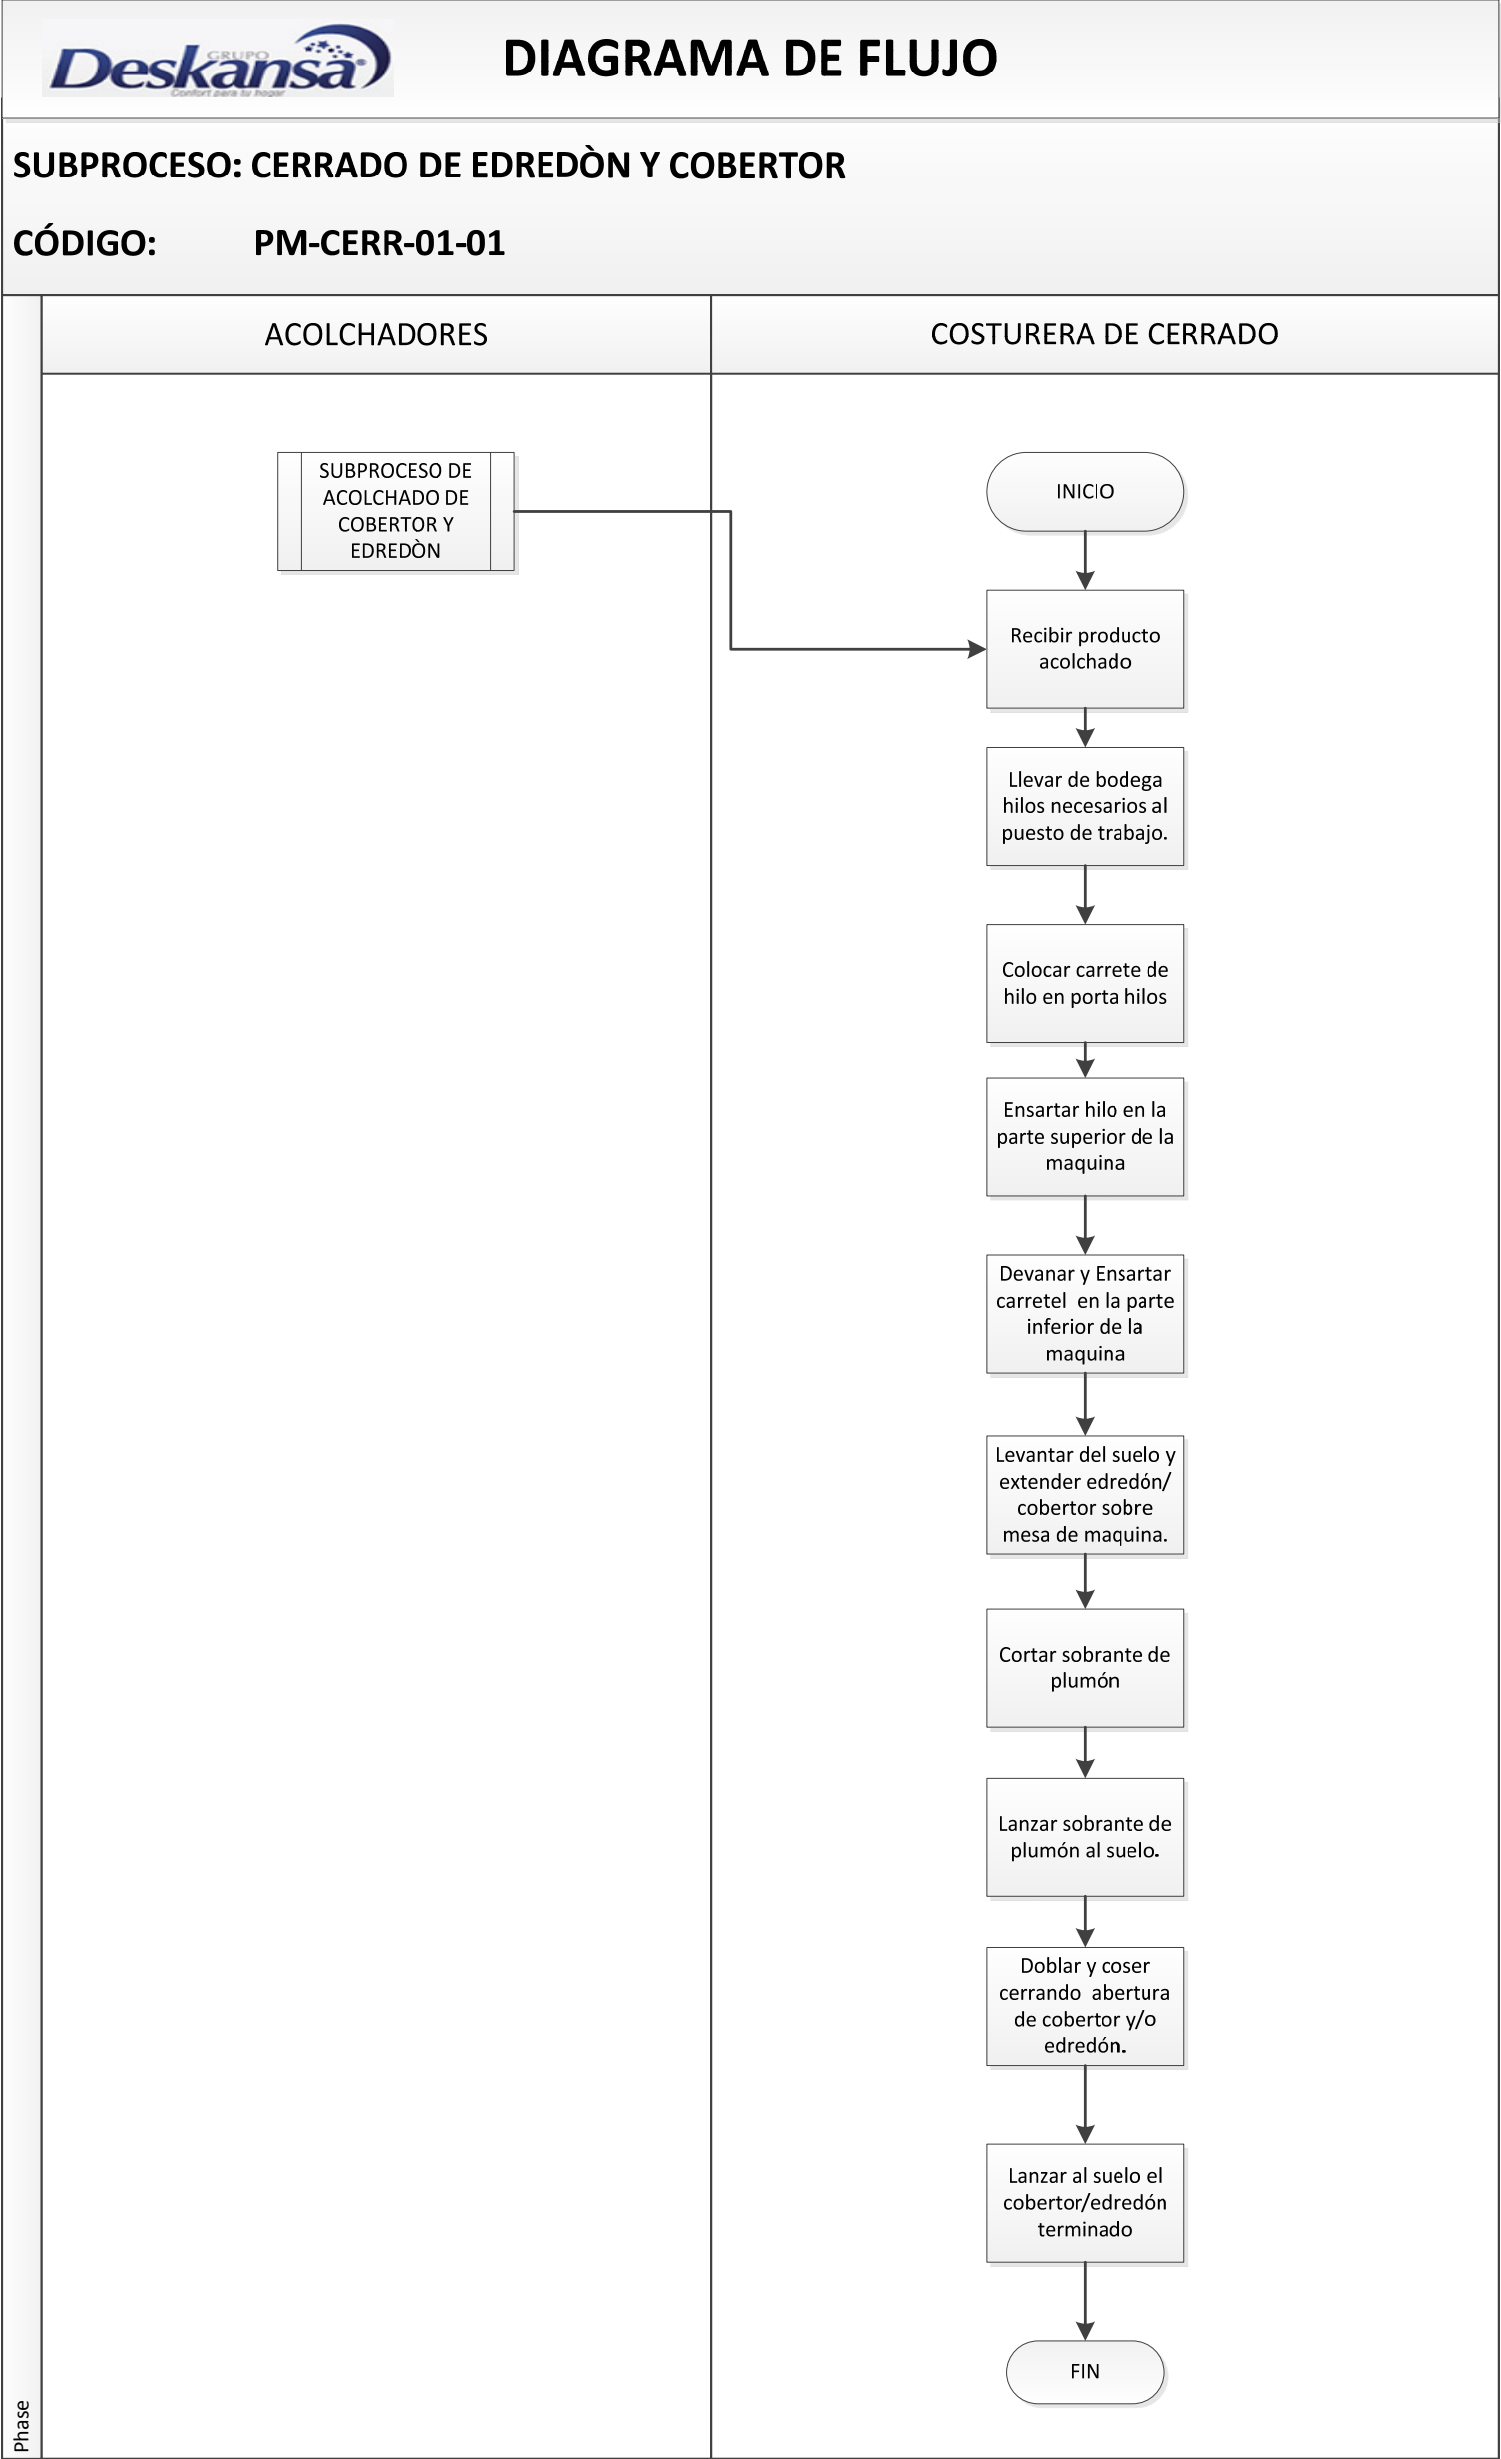 GRUPO
Deskansa®
Confort para tu hogar
DIAGRAMA DE FLUJO
SUBPROCESO: CERRADO DE EDREDÒN Y COBERTOR
CÓDIGO: PM-CERR-01-01
ACOLCHADORES
COSTURERA DE CERRADO
SUBPROCESO DE
ACOLCHADO DE
COBERTOR Y
EDREDÒN
INICIO
Recibir producto
acolchado
Llevar de bodega
hilos necesarios al
puesto de trabajo.
Colocar carrete de
hilo en porta hilos
Ensartar hilo en la
parte superior de la
maquina
Devanar y Ensartar
carretel en la parte
inferior de la
maquina
Levantar del suelo y
extender edredón/
cobertor sobre
mesa de maquina.
Cortar sobrante de
plumón
Lanzar sobrante de
plumón al suelo.
Doblar y coser
cerrando abertura
de cobertor y/o
edredón.
Lanzar al suelo el
cobertor/edredón
terminado
FIN
Phase